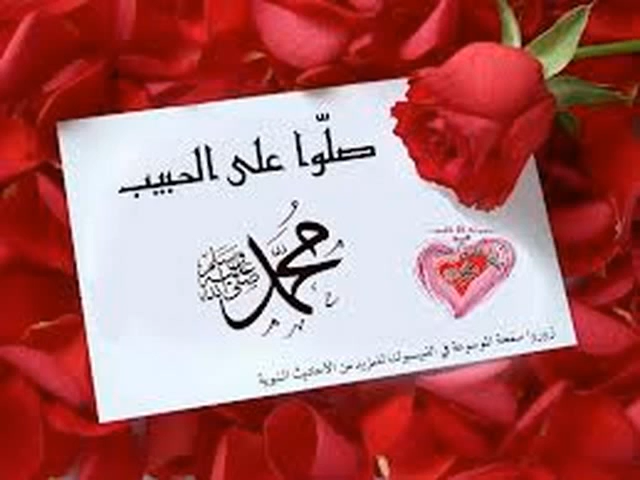 صلّوا على الحبيب
محمد
صلى الله عليه وسلم
زوروا صفحة الموسوعة في الفيسبوك للمزيد من الأحاديث النبوية